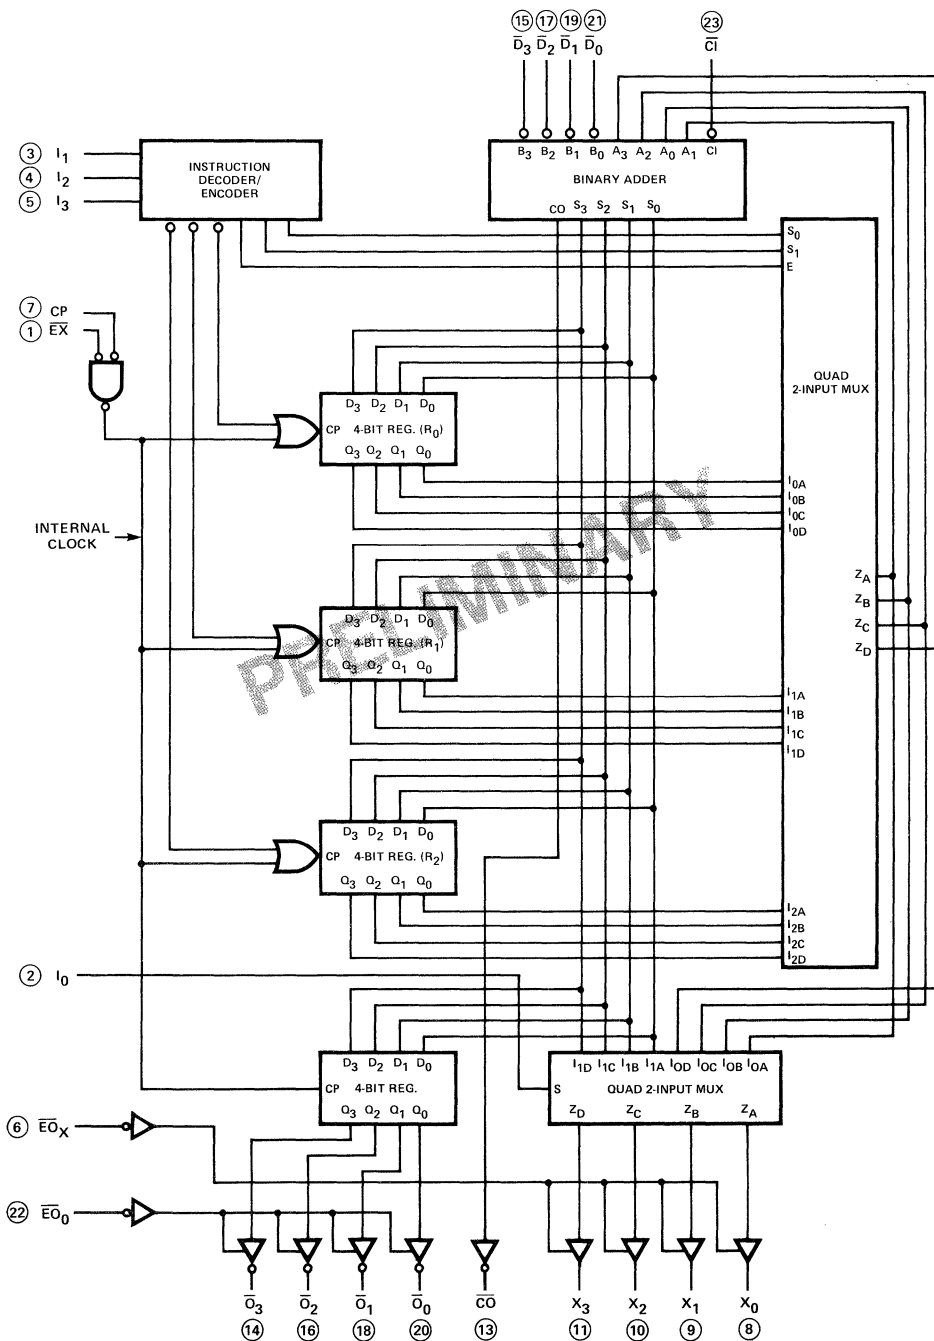 15 17 19 21 23
D̅3 D̅2 D̅1 D̅0 C̅I̅
3 I1
4 I2
5 I3
INSTRUCTION
DECODER/
ENCODER
B3 B2 B1 B0 A3 A2 A0 A1 CI
BINARY ADDER
CO S3 S2 S1 S0
S0
S1
E
7 CP
1 E̅X̅
QUAD
2-INPUT MUX
D3 D2 D1 D0
CP 4-BIT REG. (R0)
Q3 Q2 Q1 Q0
I0A
I0B
I0C
I0D
INTERNAL
CLOCK
PRELIMINARY
ZA
ZB
ZC
ZD
D3 D2 D1 D0
CP 4-BIT REG. (R1)
Q3 Q2 Q1 Q0
I1A
I1B
I1C
I1D
D3 D2 D1 D0
CP 4-BIT REG. (R2)
Q3 Q2 Q1 Q0
I2A
I2B
I2C
I2D
2 I0
D3 D2 D1 D0
CP 4-BIT REG.
Q3 Q2 Q1 Q0
I1D I1C I1B I1A I0D I0C I0B I0A
S QUAD 2-INPUT MUX
ZD ZC ZB ZA
6 E̅O̅X
22 E̅O̅0
O̅3 O̅2 O̅1 O̅0 C̅O̅ X3 X2 X1 X0
14 16 18 20 13 11 10 9 8